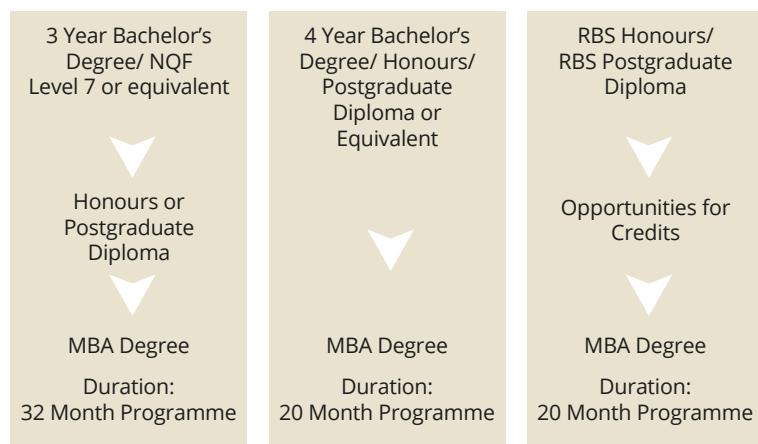 3 Year Bachelor’s
Degree/ NQF
Level 7 or equivalent
Honours or
Postgraduate
Diploma
MBA Degree
Duration:
32 Month Programme
4 Year Bachelor’s
Degree/ Honours/
Postgraduate
Diploma or
Equivalent
MBA Degree
Duration:
20 Month Programme
RBS Honours/
RBS Postgraduate
Diploma
Opportunities for
Credits
MBA Degree
Duration:
20 Month Programme